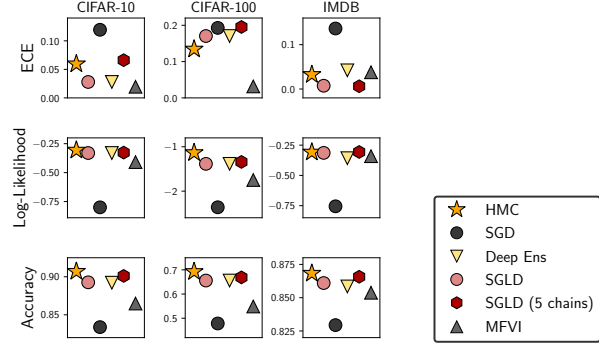 CIFAR-10 CIFAR-100 IMDB
ECE
0.10
0.05
0.00
0.2
0.1
0.0
0.1
0.0
Log-Likelihood
−0.25
−0.50
−0.75
−1
−2
−0.25
−0.50
−0.75
Accuracy
0.90
0.85
0.7
0.6
0.5
0.875
0.850
0.825
HMC
SGD
Deep Ens
SGLD
SGLD (5 chains)
MFVI